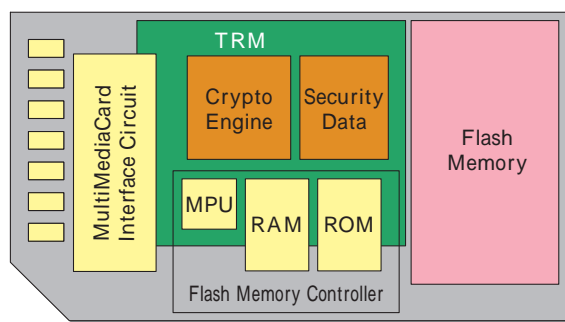 TRM
MultiMediaCard
Interface Circuit
Crypto
Engine
Security
Data
Flash
Memory
MPU
RAM
ROM
Flash Memory Controller